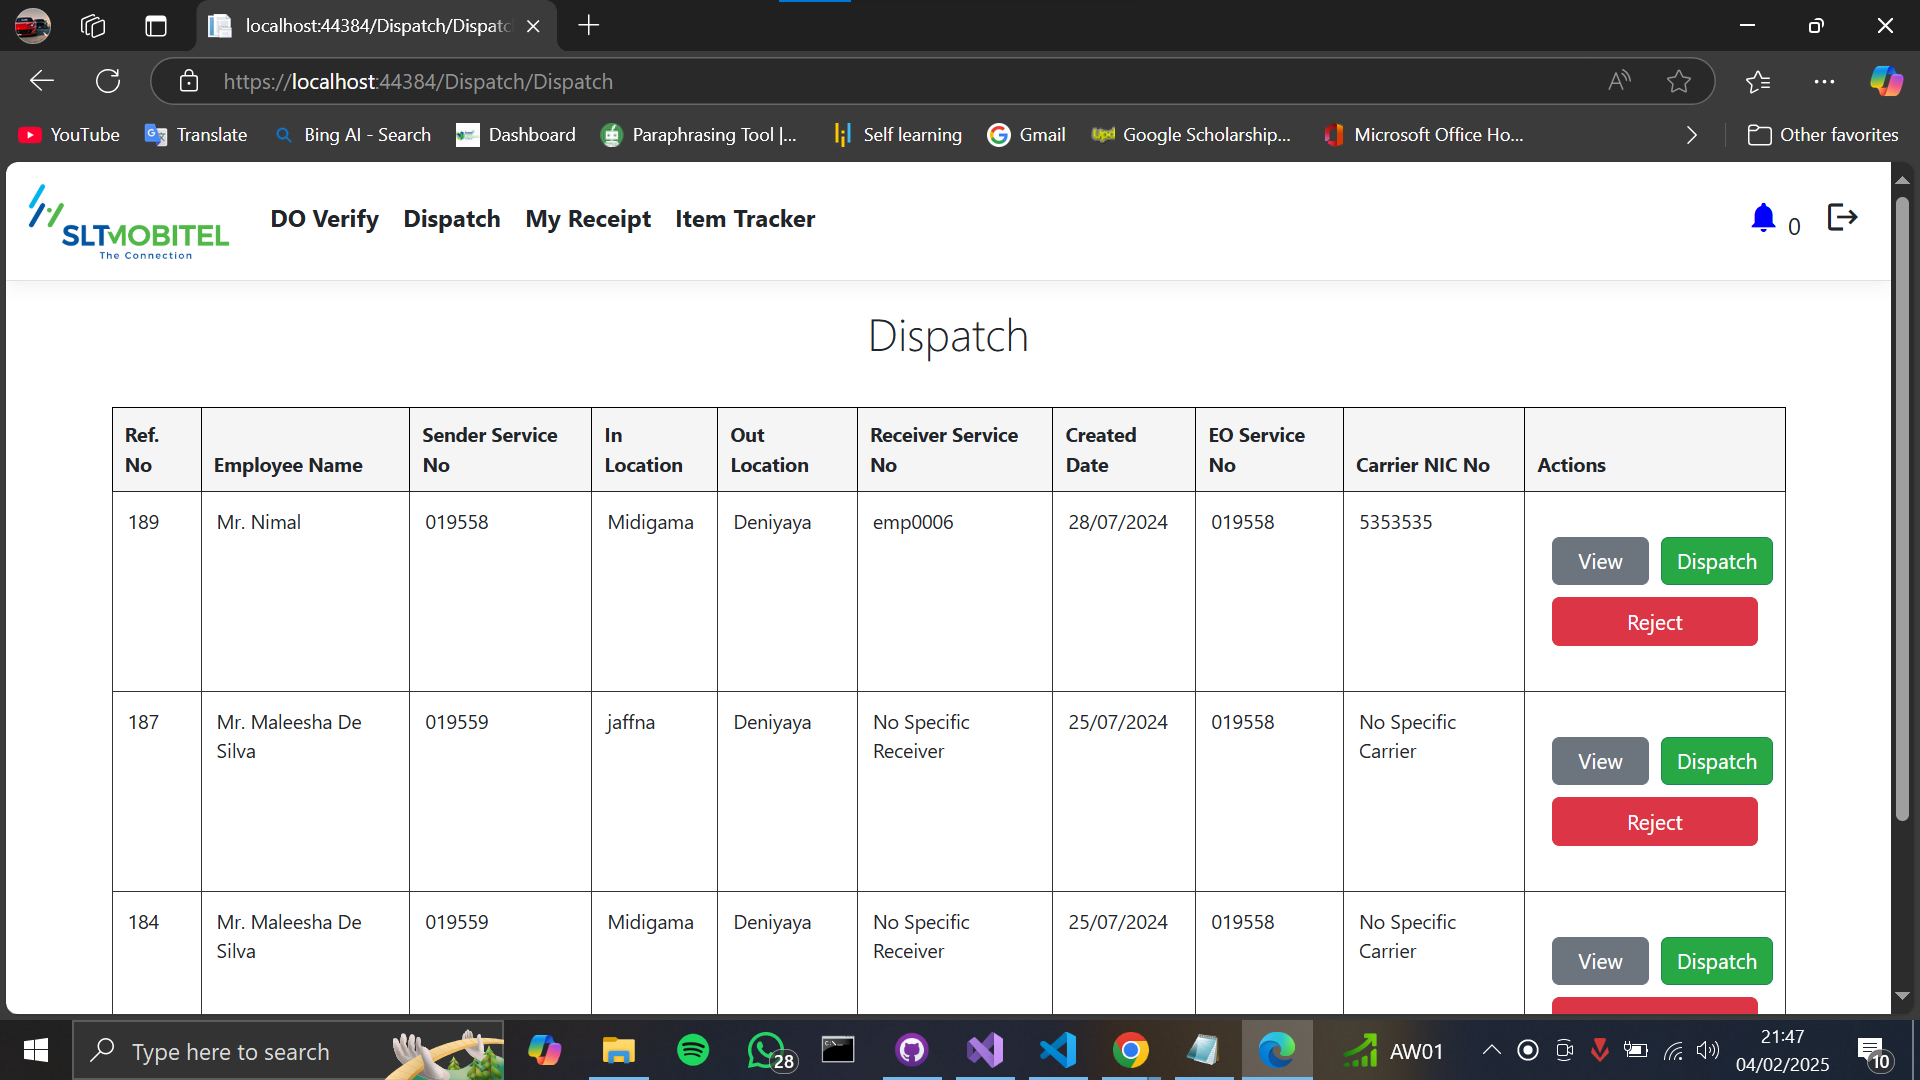 localhost:44384/Dispatch/Dispatc
https://localhost:44384/Dispatch/Dispatch
YouTube
Translate
Bing AI - Search
Dashboard
Paraphrasing Tool |...
Self learning
Gmail
Google Scholarship...
Microsoft Office Ho...
Other favorites
SLTMOBITEL
The Connection
DO Verify
Dispatch
My Receipt
Item Tracker
0
Dispatch
Ref. No
Employee Name
Sender Service No
In Location
Out Location
Receiver Service No
Created Date
EO Service No
Carrier NIC No
Actions
189
Mr. Nimal
019558
Midigama
Deniyaya
emp0006
28/07/2024
019558
5353535
View
Dispatch
Reject
187
Mr. Maleesha De Silva
019559
jaffna
Deniyaya
No Specific Receiver
25/07/2024
019558
No Specific Carrier
View
Dispatch
Reject
184
Mr. Maleesha De Silva
019559
Midigama
Deniyaya
No Specific Receiver
25/07/2024
019558
No Specific Carrier
View
Dispatch
Type here to search
28
AW01
21:47
04/02/2025
10